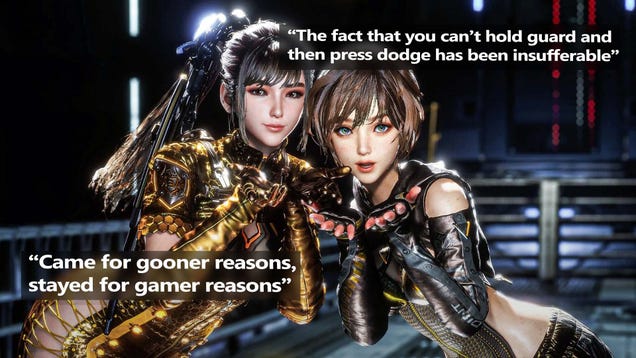 “The fact that you can’t hold guard and
then press dodge has been insufferable”
“Came for gooner reasons,
stayed for gamer reasons”